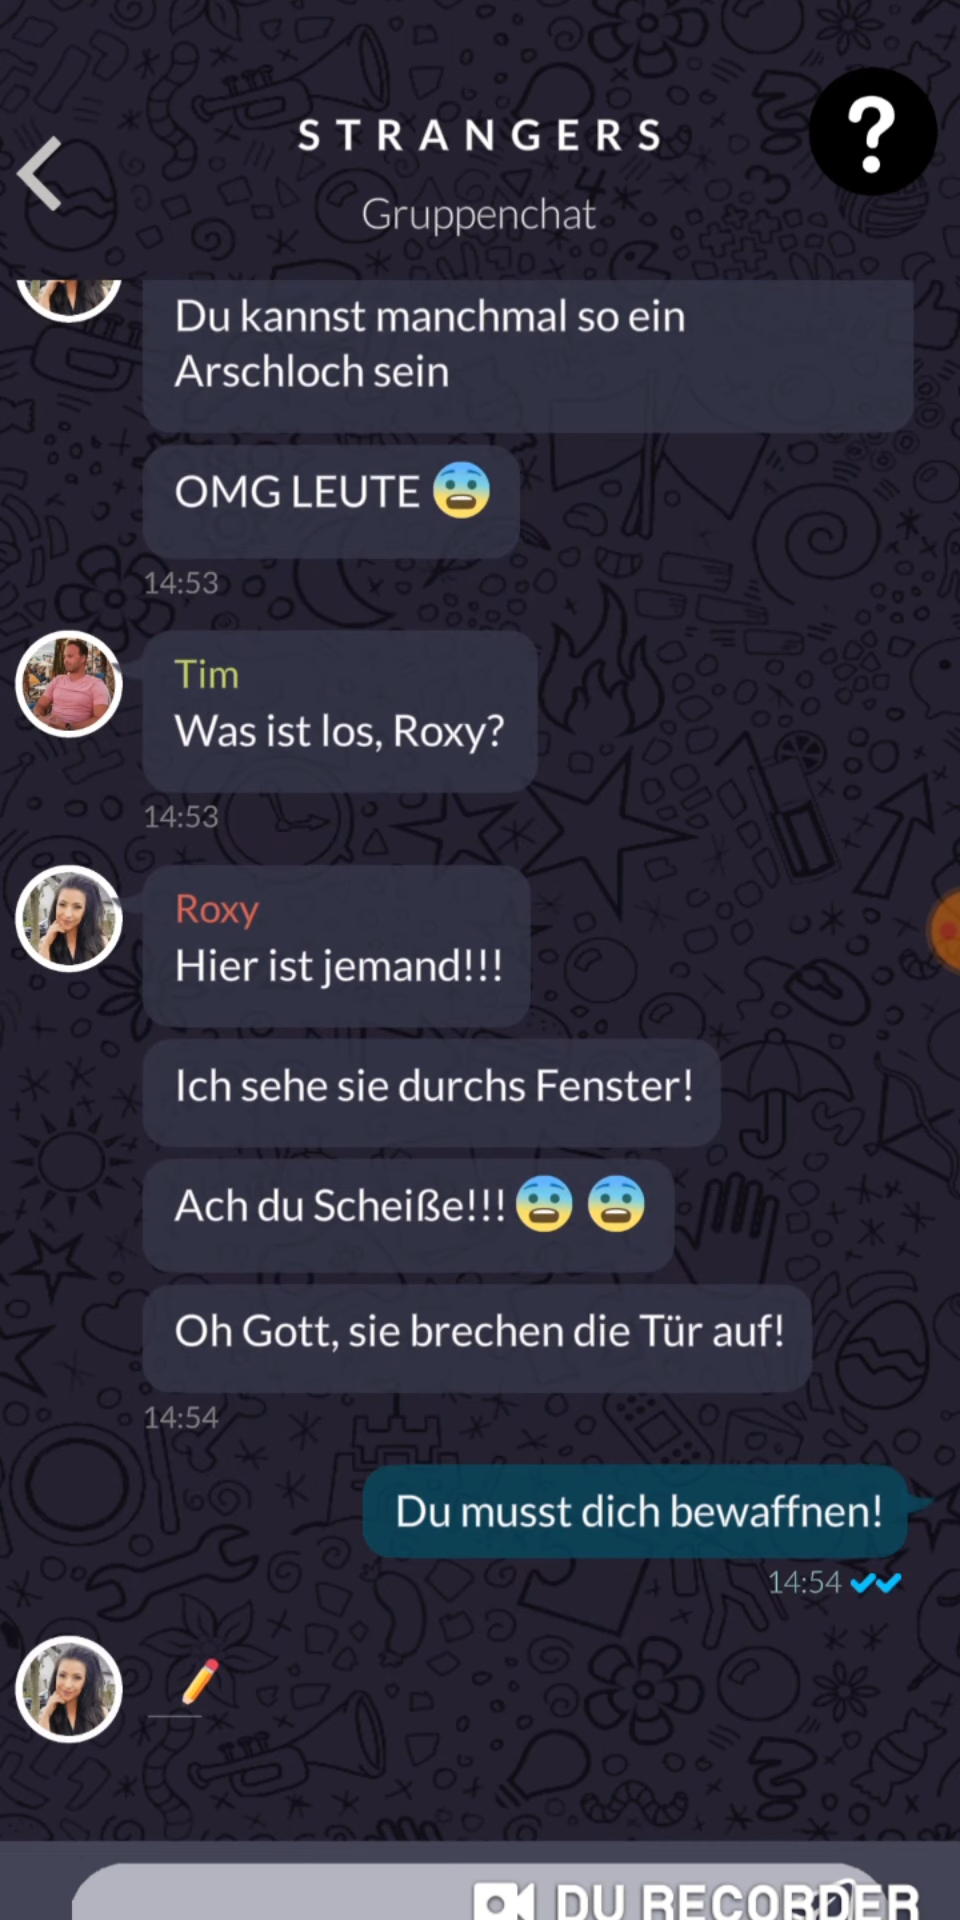 STRANGERS
?
Gruppenchat
Du kannst manchmal so ein
Arschloch sein
OMG LEUTE 😨
14:53
Tim
Was ist los, Roxy?
14:53
Roxy
Hier ist jemand!!!
Ich sehe sie durchs Fenster!
Ach du Scheiße!!! 😨 😨
Oh Gott, sie brechen die Tür auf!
14:54
Du musst dich bewaffnen!
14:54
DU RECORDER